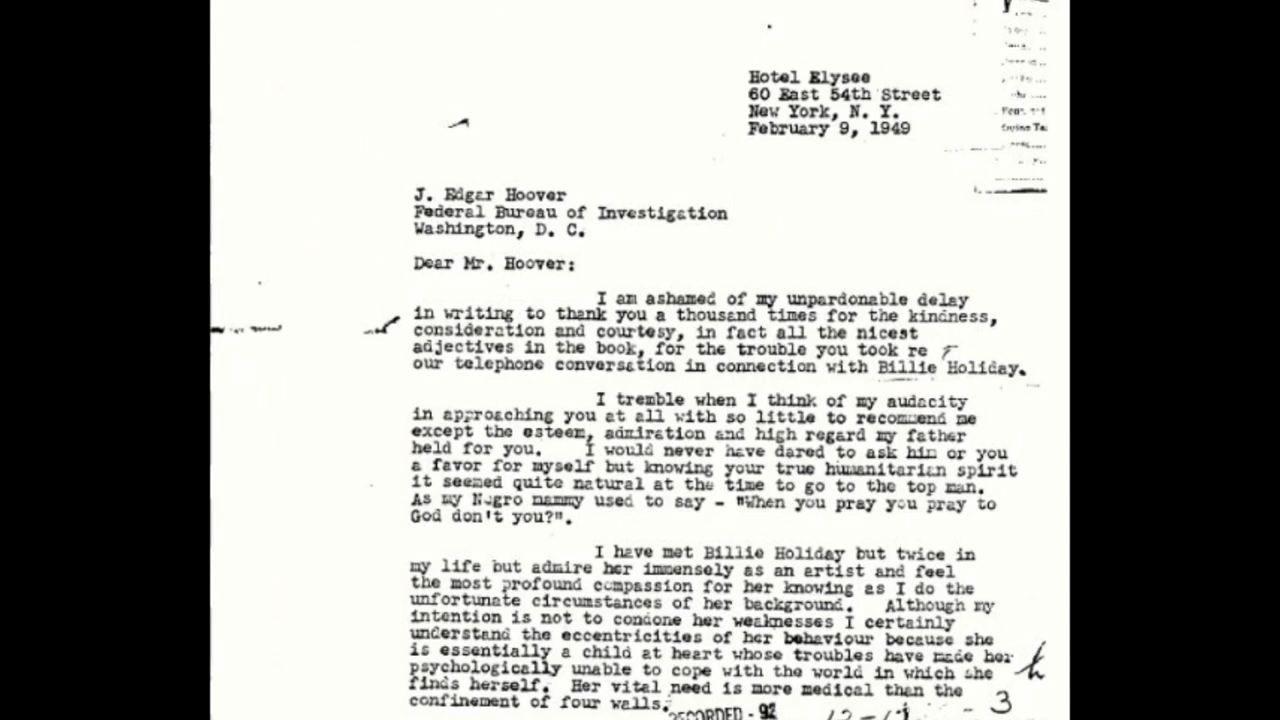 Hotel Elysee
60 East 54th Street
New York, N. Y.
February 9, 1949
J. Edgar Hoover
Federal Bureau of Investigation
Washington, D. C.
Dear Mr. Hoover:
I am ashamed of my unpardonable delay
in writing to thank you a thousand times for the kindness,
consideration and courtesy, in fact all the nicest
adjectives in the book, for the trouble you took re
our telephone conversation in connection with Billie Holiday.
I tremble when I think of my audacity
in approaching you at all with so little to recommend me
except the esteem, admiration and high regard my father
held for you. I would never have dared to ask him or you
a favor for myself but knowing your true humanitarian spirit
it seemed quite natural at the time to go to the top man.
As my Negro mammy used to say - "When you pray you pray to
God don't you?".
I have met Billie Holiday but twice in
my life but admire her immensely as an artist and feel
the most profound compassion for her knowing as I do the
unfortunate circumstances of her background. Although my
intention is not to condone her weaknesses I certainly
understand the eccentricities of her behaviour because she
is essentially a child at heart whose troubles have made her
psychologically unable to cope with the world in which she
finds herself. Her vital need is more medical than the
confinement of four walls.
RECORDED - 92
3